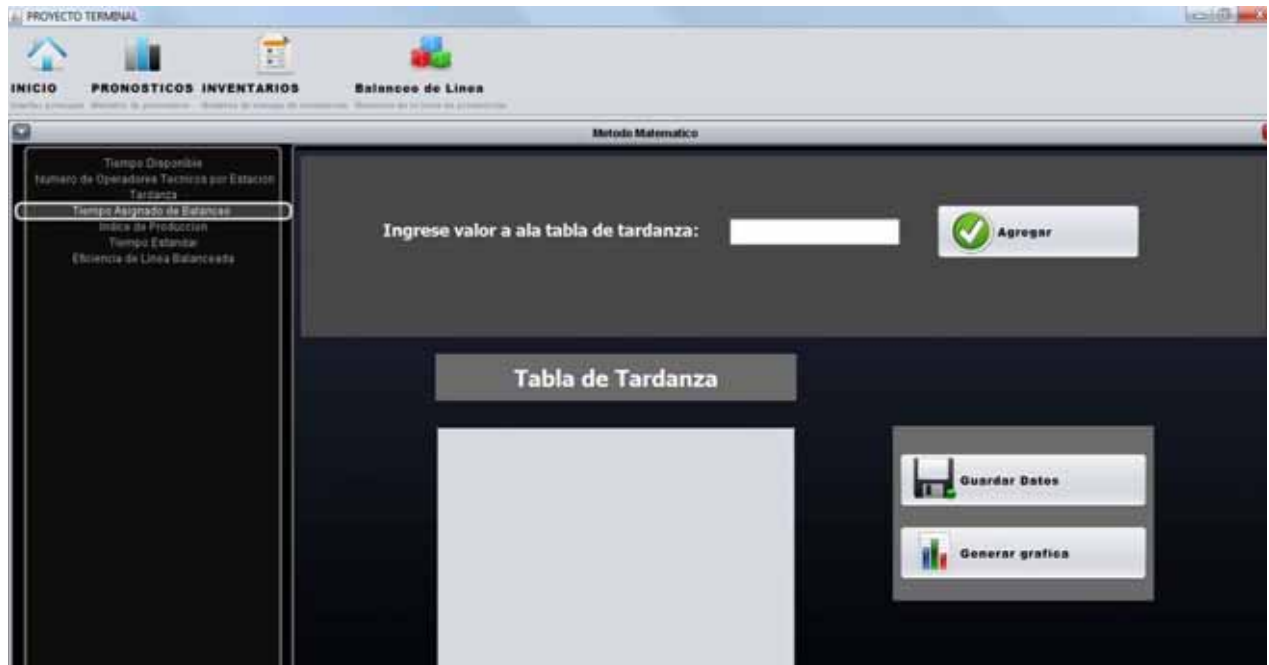 PROYECTO TERMINAL
INICIO PRONOSTICOS INVENTARIOS Balanceo de Linea
Metodo Matematico
Tiempo Disponible
Numero de Operadores Tecnicos por Estacion
Tardanza
Tiempo Asignado de Balanceo
Indice de Produccion
Tiempo Estandar
Eficiencia de Linea Balanceada
Ingrese valor a ala tabla de tardanza:
Agregar
Tabla de Tardanza
Guardar Datos
Generar grafica